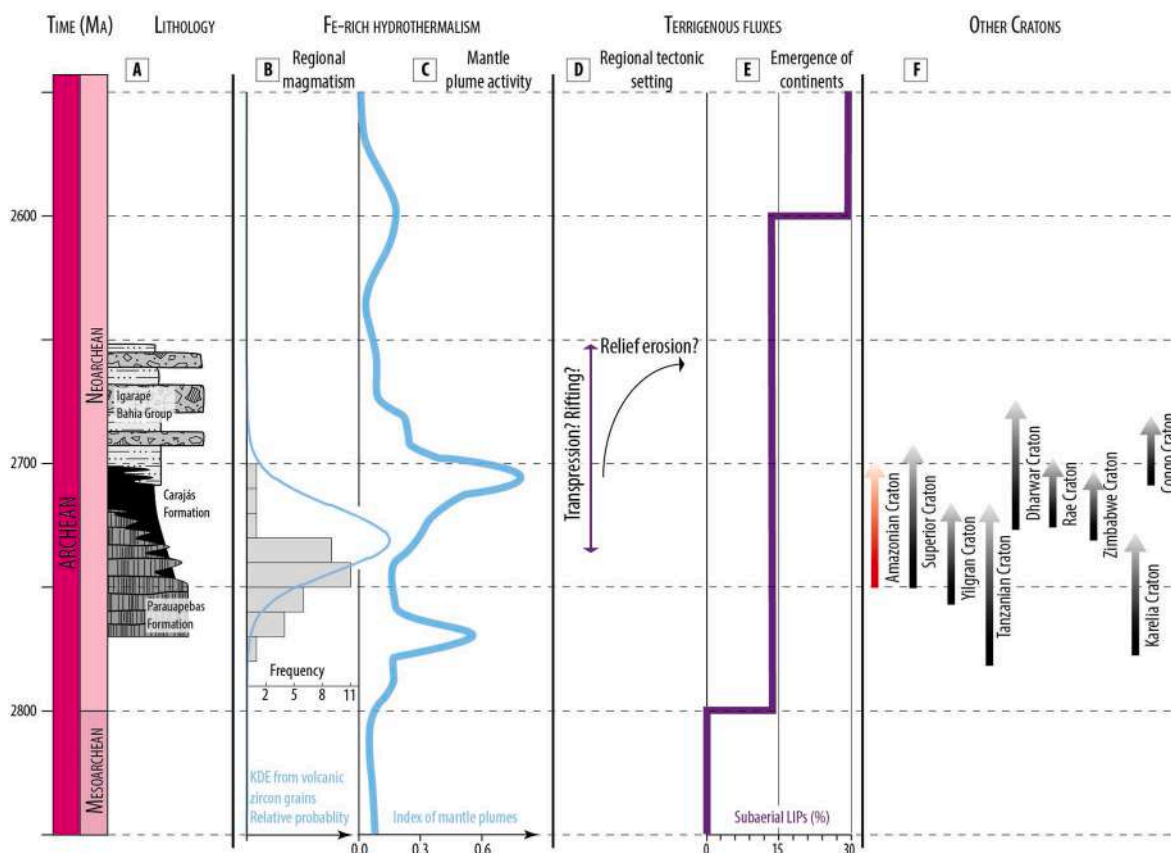 TIME (MA)
LITHOLOGY
FE-RICH HYDROTHERMALISM
TERRIGENOUS FLUXES
OTHER CRATONS
A
B
Regional
magmatism
C
Mantle
plume activity
D
Regional tectonic
setting
E
Emergence of
continents
F
2600
2700
2800
ARCHEAN
NEOARCHEAN
MESOARCHEAN
Igarapé
Bahia Group
Carajás
Formation
Parauapebas
Formation
Frequency
2 5 8 11
KDE from volcanic
zircon grains
Relative probablity
Index of mantle plumes
0.0 0.3 0.6
Transpression? Rifting?
Relief erosion?
Subaerial LIPs (%)
0 15 30
Amazonian Craton
Superior Craton
Yilgran Craton
Tanzanian Craton
Dharwar Craton
Rae Craton
Zimbabwe Craton
Karelia Craton
Congo Craton